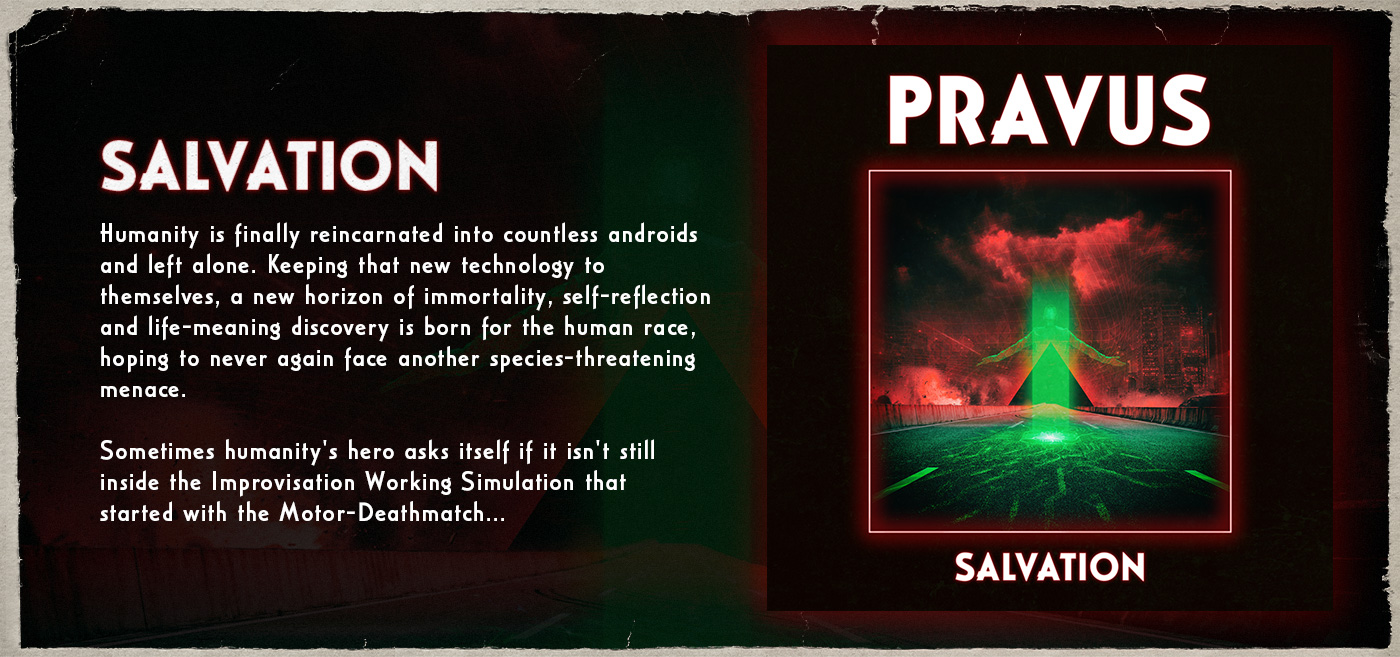 SALVATION
Humanity is finally reincarnated into countless androids
and left alone. Keeping that new technology to
themselves, a new horizon of immortality, self-reflection
and life-meaning discovery is born for the human race,
hoping to never again face another species-threatening
menace.
Sometimes humanity's hero asks itself if it isn't still
inside the Improvisation Working Simulation that
started with the Motor-Deathmatch...
PRAVUS
SALVATION